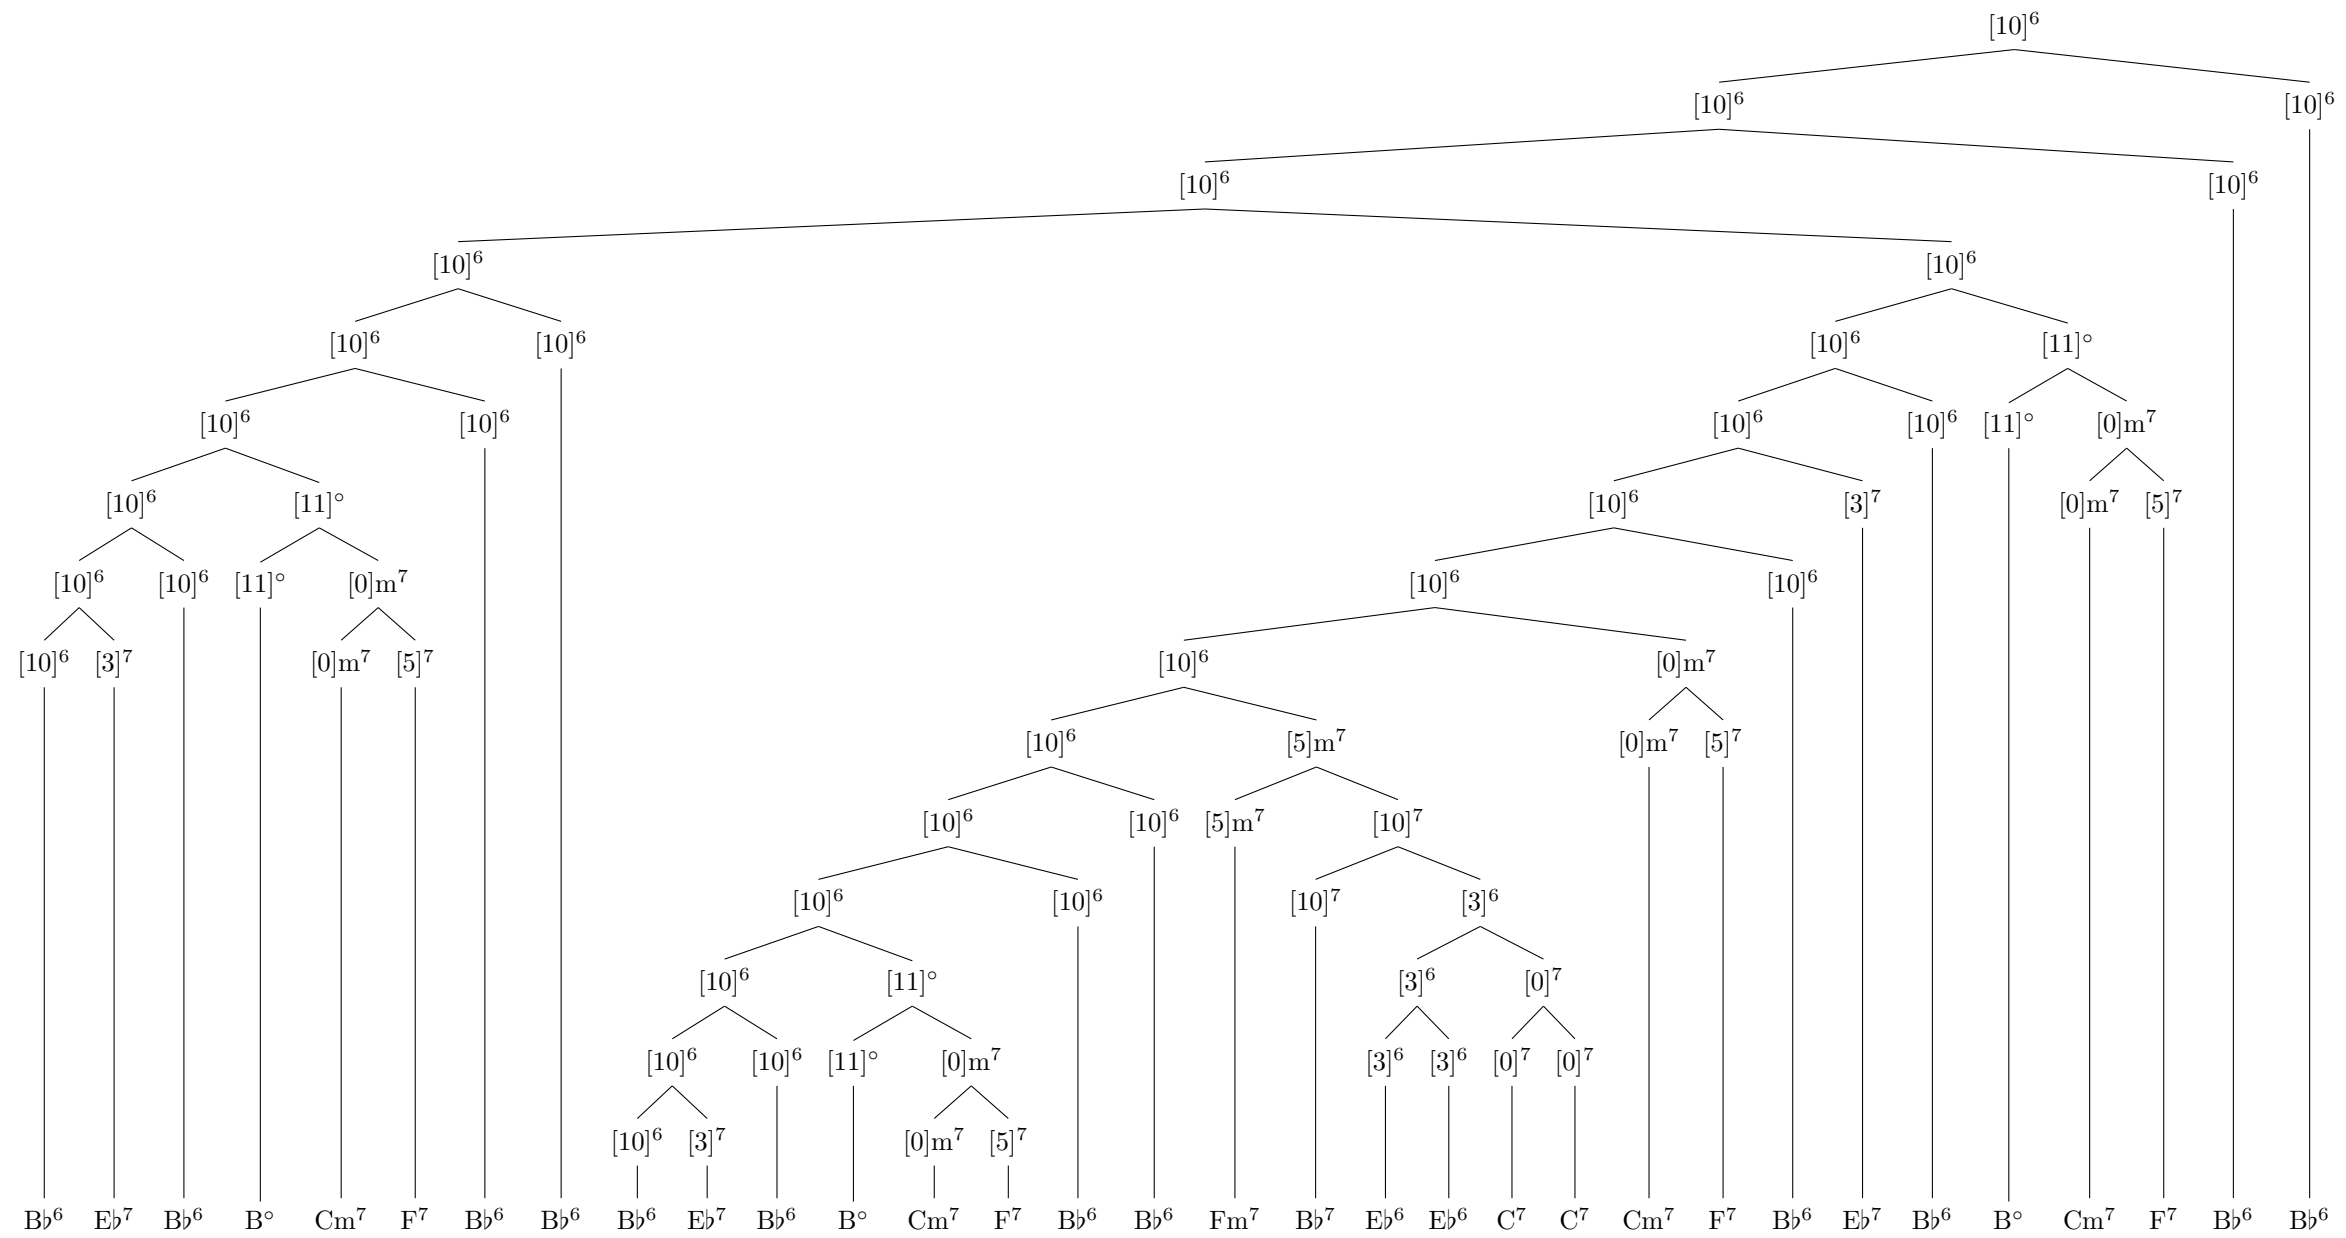 [10]⁶
[10]⁶ [10]⁶
[10]⁶ [10]⁶
[10]⁶ [10]⁶
[10]⁶ [10]⁶ [10]⁶ [11]°
[10]⁶ [10]⁶ [10]⁶ [10]⁶ [11]° [0]m⁷
[10]⁶ [11]° [10]⁶ [3]⁷ [0]m⁷ [5]⁷
[10]⁶ [10]⁶ [11]° [0]m⁷ [10]⁶ [10]⁶
[10]⁶ [3]⁷ [0]m⁷ [5]⁷ [10]⁶ [0]m⁷
[10]⁶ [5]m⁷ [0]m⁷ [5]⁷
[10]⁶ [10]⁶ [5]m⁷ [10]⁷
[10]⁶ [10]⁶ [10]⁷ [3]⁶
[10]⁶ [11]° [3]⁶ [0]⁷
[10]⁶ [10]⁶ [11]° [0]m⁷ [3]⁶ [3]⁶ [0]⁷ [0]⁷
[10]⁶ [3]⁷ [0]m⁷ [5]⁷
B♭⁶ E♭⁷ B♭⁶ B° Cm⁷ F⁷ B♭⁶ B♭⁶ B♭⁶ E♭⁷ B♭⁶ B° Cm⁷ F⁷ B♭⁶ B♭⁶ Fm⁷ B♭⁷ E♭⁶ E♭⁶ C⁷ C⁷ Cm⁷ F⁷ B♭⁶ E♭⁷ B♭⁶ B° Cm⁷ F⁷ B♭⁶ B♭⁶